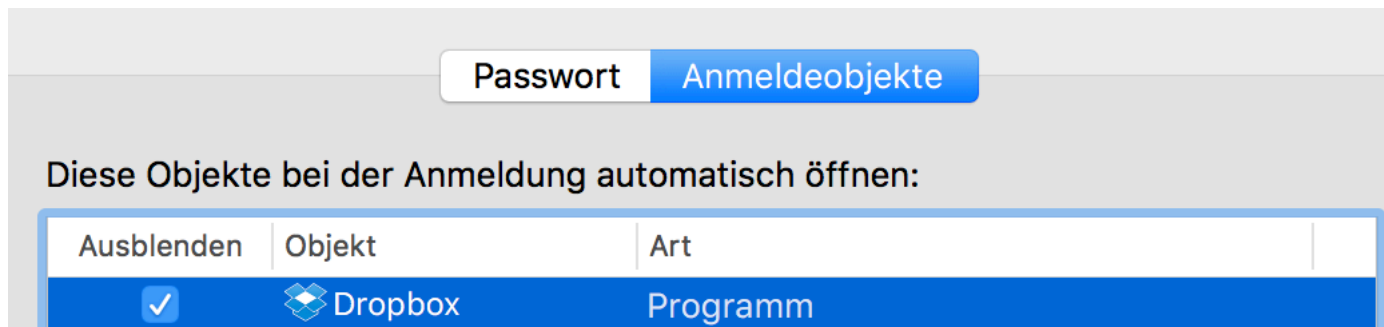 Passwort Anmeldeobjekte
Diese Objekte bei der Anmeldung automatisch öffnen:
Ausblenden Objekt Art
Dropbox Programm